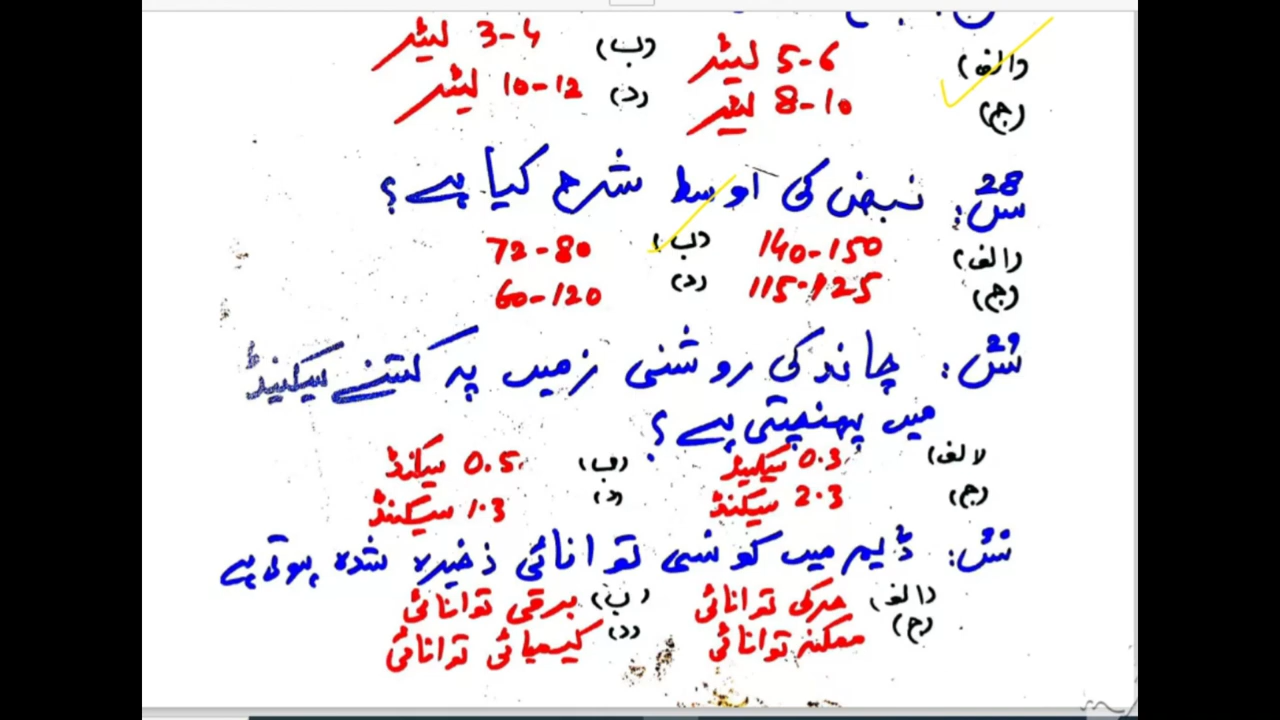 (الف) 5-6 لیٹر (ب) 3-4 لیٹر
(ج) 8-10 لیٹر (د) 10-12 لیٹر
س28: نبض کی اوسط شرح کیا ہے؟
(الف) 140-150 (ب) 72-80
(ج) 115-125 (د) 60-120
س29: چاند کی روشنی زمین پہ کتنے سیکنڈ
میں پہنچتی ہے؟
(الف) 0.3 سیکنڈ (ب) 0.5 سیکنڈ
(ج) 2.3 سیکنڈ (د) 1.3 سیکنڈ
س: ڈیم میں کونسی توانائی ذخیرہ شدہ ہوتی ہے
(الف) حرکی توانائی (ب) برقی توانائی
(ج) ممکنہ توانائی (د) کیمیائی توانائی